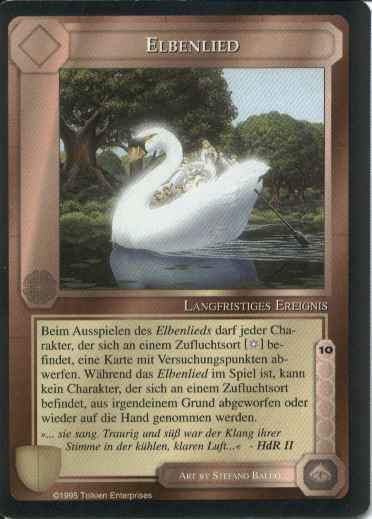 ELBENLIED
LANGFRISTIGES EREIGNIS
Beim Ausspielen des Elbenlieds darf jeder Cha-
rakter, der sich an einem Zufluchtsort [☼] be-
findet, eine Karte mit Versuchungspunkten ab-
werfen. Während das Elbenlied im Spiel ist, kann
kein Charakter, der sich an einem Zufluchtsort
befindet, aus irgendeinem Grund abgeworfen oder
wieder auf die Hand genommen werden.
»... sie sang. Traurig und süß war der Klang ihrer
Stimme in der kühlen, klaren Luft...« - HdR II
10
ART BY STEFANO BALDO
©1995 Tolkien Enterprises